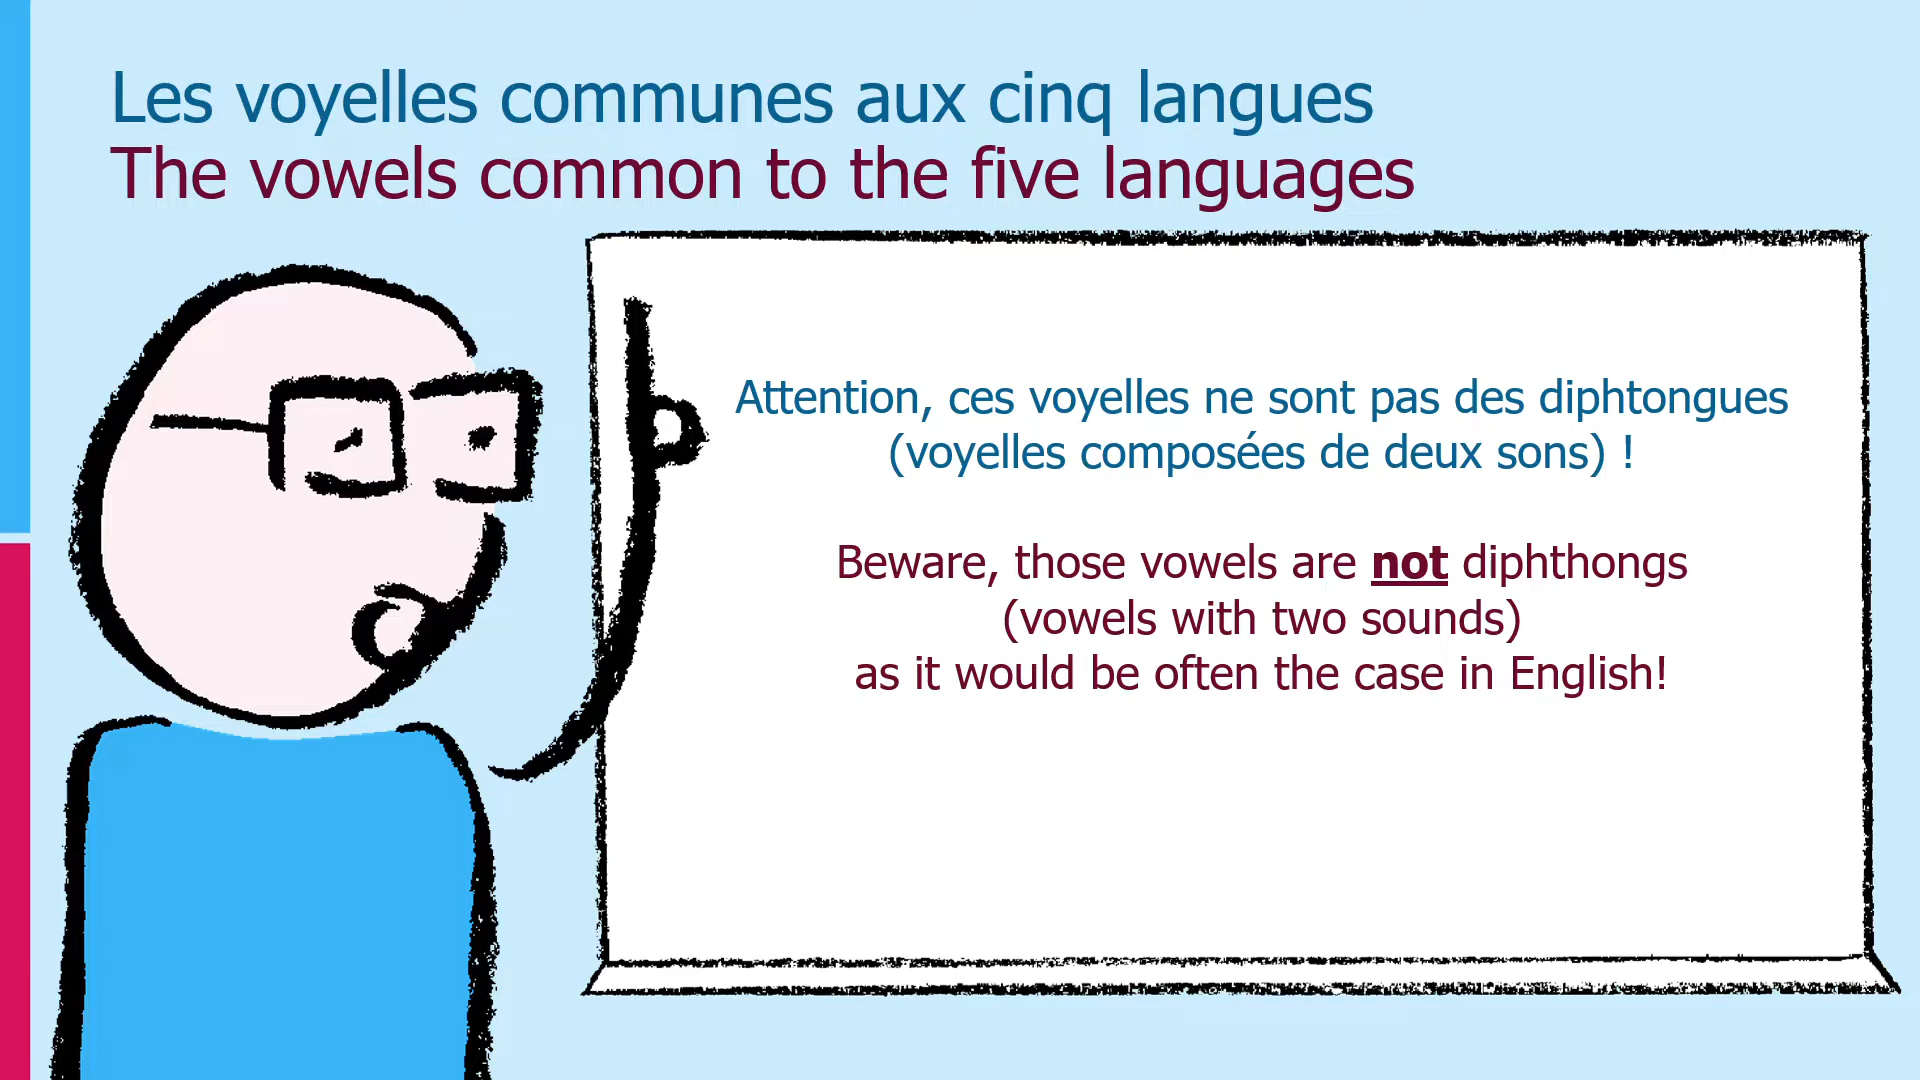 Les voyelles communes aux cinq langues
The vowels common to the five languages
Attention, ces voyelles ne sont pas des diphtongues
(voyelles composées de deux sons) !
Beware, those vowels are not diphthongs
(vowels with two sounds)
as it would be often the case in English!